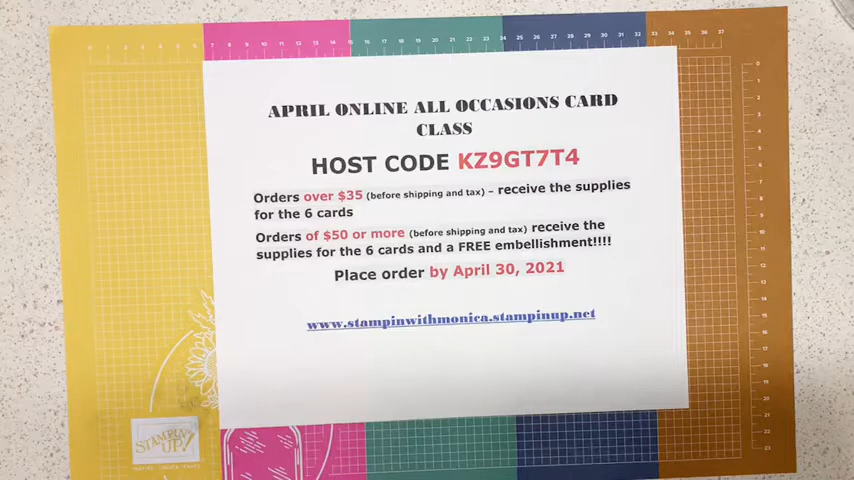 APRIL ONLINE ALL OCCASIONS CARD
CLASS
HOST CODE KZ9GT7T4
Orders over $35 (before shipping and tax) – receive the supplies
for the 6 cards
Orders of $50 or more (before shipping and tax) receive the
supplies for the 6 cards and a FREE embellishment!!!!
Place order by April 30, 2021
www.stampinwithmonica.stampinup.net
STAMPIN' UP!